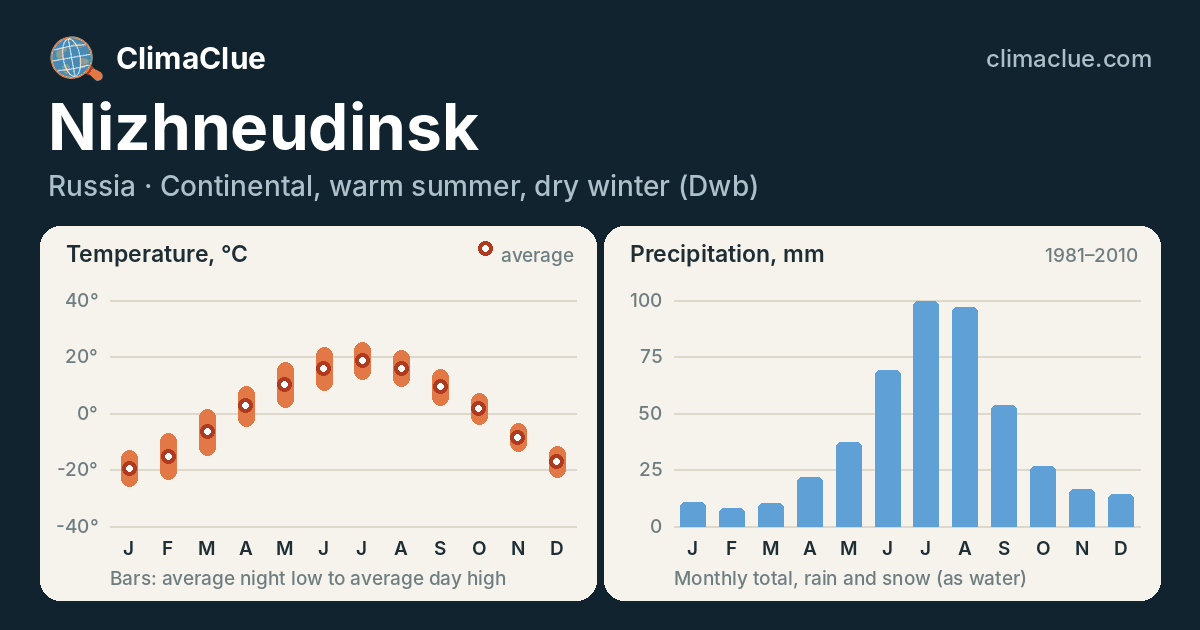 ClimaClue
climaclue.com
Nizhneudinsk
Russia · Continental, warm summer, dry winter (Dwb)
Temperature, °C
average
40°
20°
0°
-20°
-40°
J F M A M J J A S O N D
Bars: average night low to average day high
Precipitation, mm
1981–2010
100
75
50
25
0
J F M A M J J A S O N D
Monthly total, rain and snow (as water)